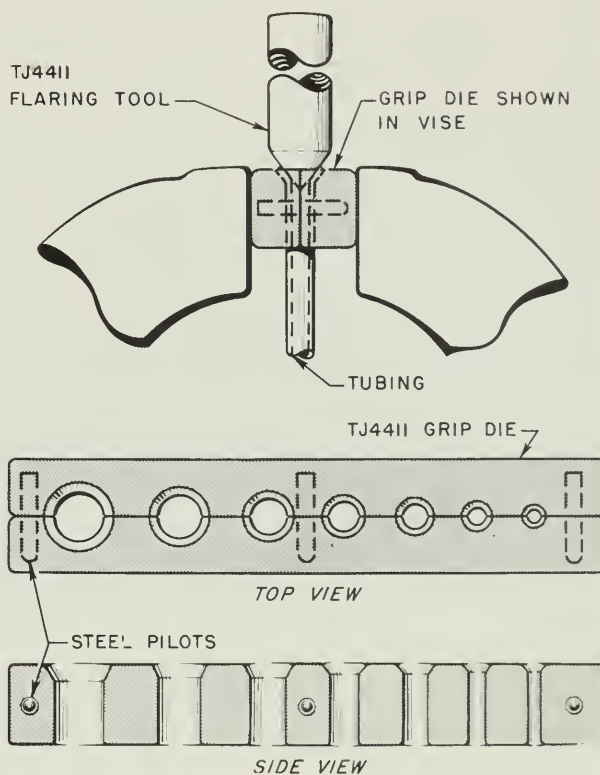 TJ4411
FLARING TOOL
GRIP DIE SHOWN
IN VISE
TUBING
TJ4411 GRIP DIE
TOP VIEW
STEEL PILOTS
SIDE VIEW